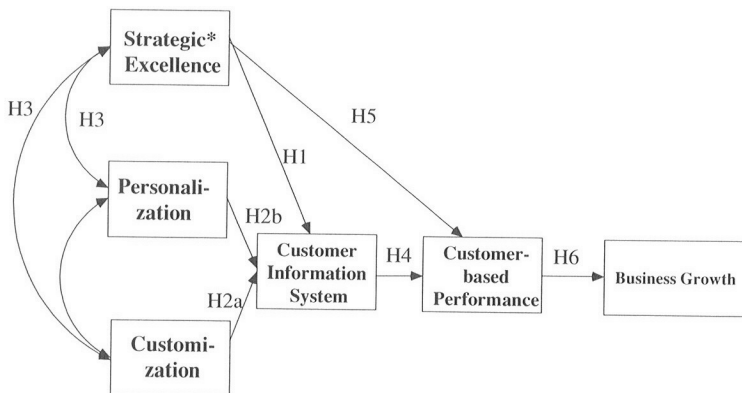 Strategic*
Excellence
H3
H3
H5
H1
Personali-
zation
H2b
Customer
Information
System
H4
Customer-
based
Performance
H6
Business Growth
H2a
Customi-
zation